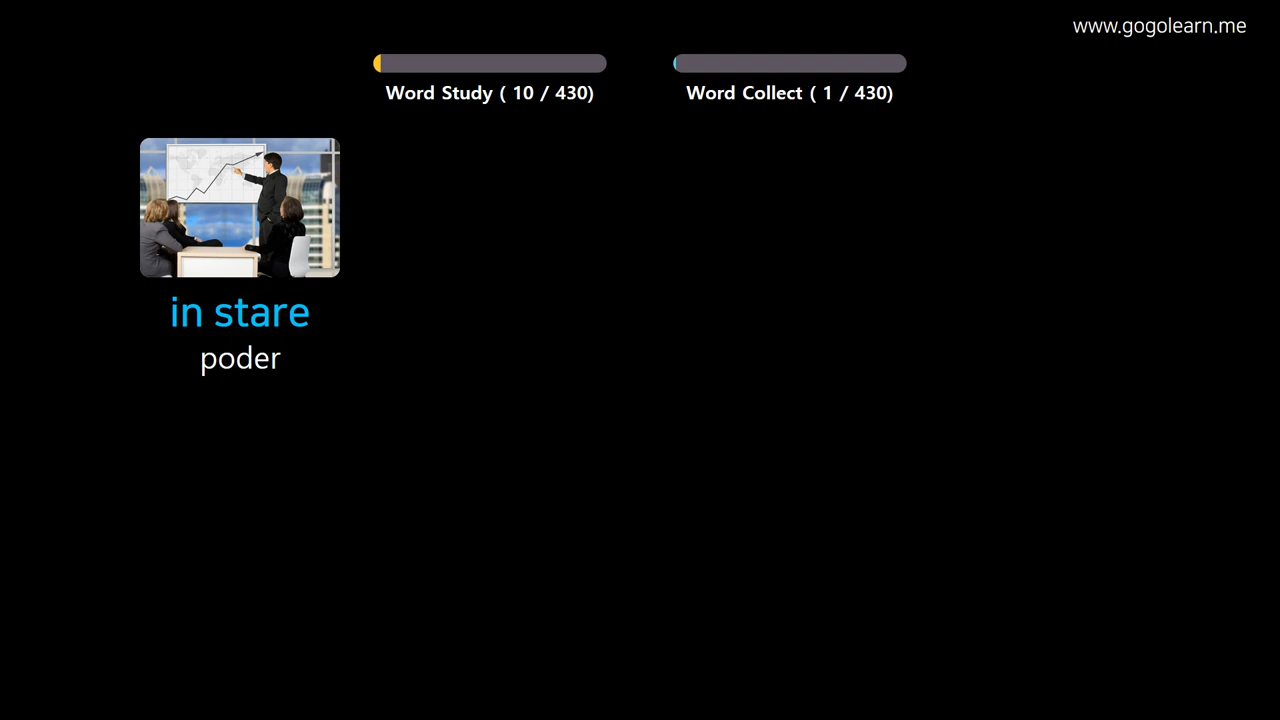 www.gogolearn.me
Word Study ( 10 / 430)
Word Collect ( 1 / 430)
in stare
poder